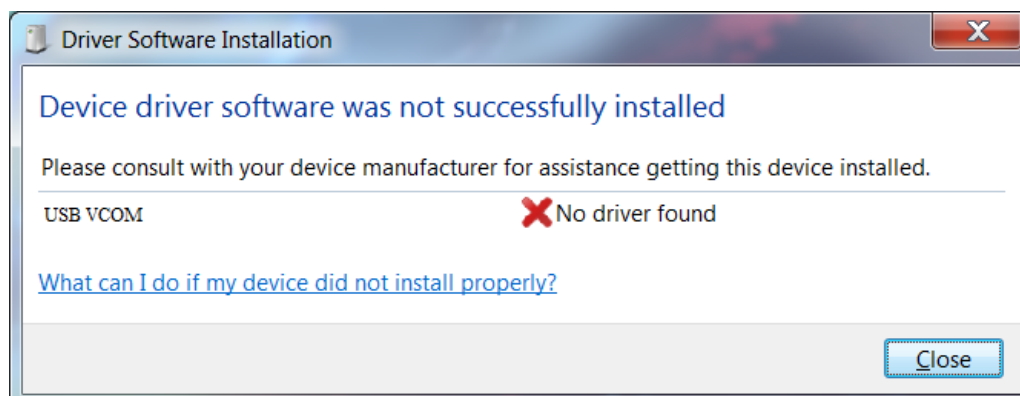 Driver Software Installation
Device driver software was not successfully installed
Please consult with your device manufacturer for assistance getting this device installed.
USB VCOM No driver found
What can I do if my device did not install properly?
Close